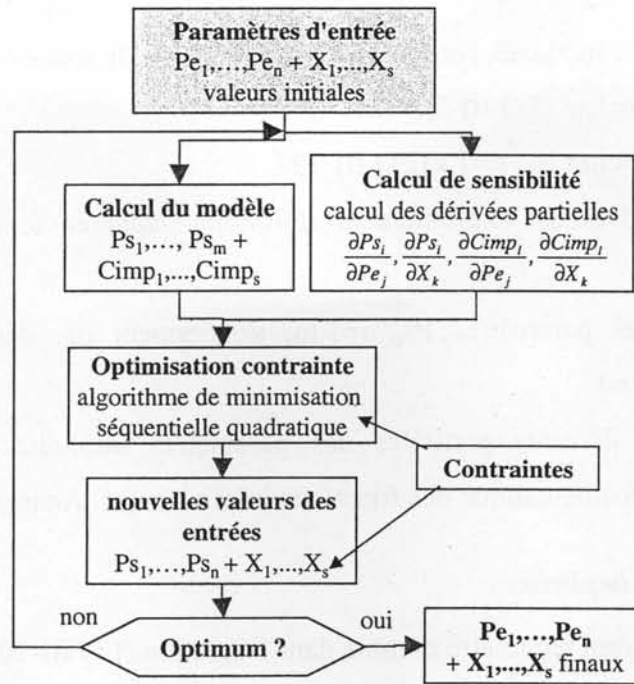 Paramètres d'entrée
Pe₁,…,Peₙ + X₁,...,Xₛ
valeurs initiales
Calcul du modèle
Ps₁,…, Psₘ +
Cimp₁,...,Cimpₛ
Calcul de sensibilité
calcul des dérivées partielles
∂Psᵢ/∂Peⱼ, ∂Psᵢ/∂Xₖ, ∂Cimpₗ/∂Peⱼ, ∂Cimpₗ/∂Xₖ
Optimisation contrainte
algorithme de minimisation
séquentielle quadratique
Contraintes
nouvelles valeurs des
entrées
Ps₁,…,Psₙ + X₁,...,Xₛ
non
Optimum ?
oui
Pe₁,…,Peₙ
+ X₁,...,Xₛ finaux